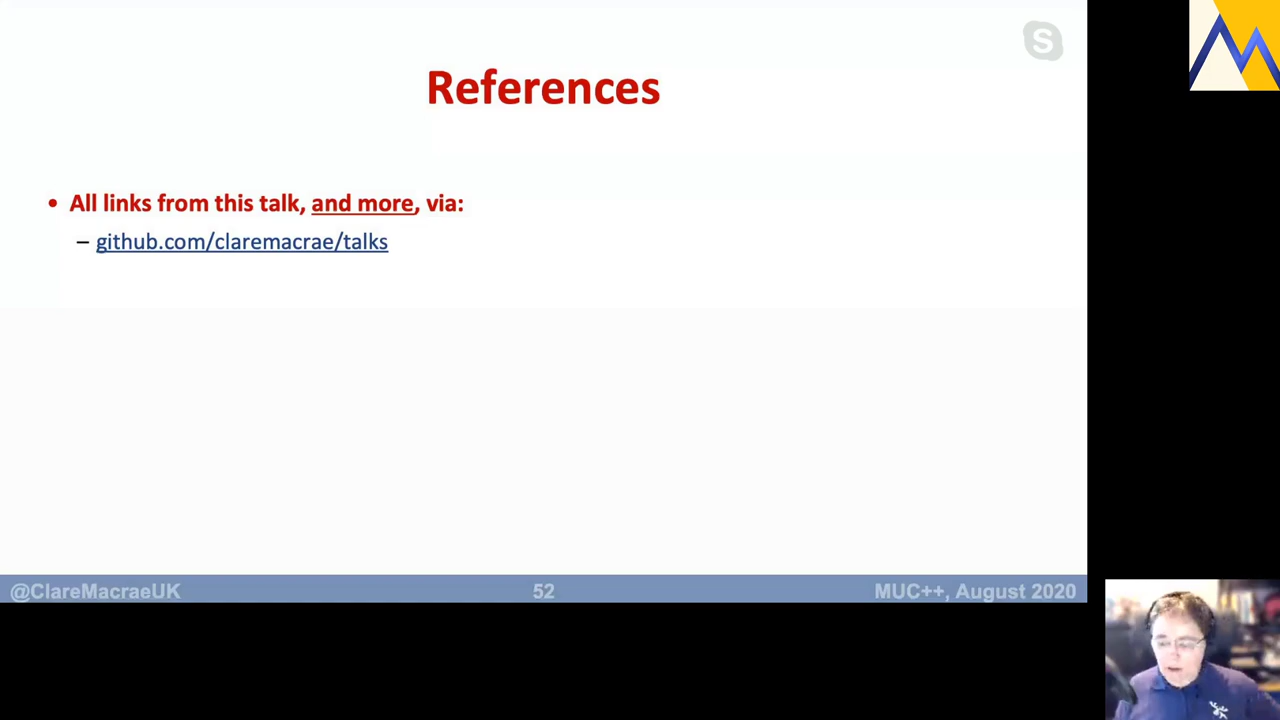 S
References
• All links from this talk, and more, via:
– github.com/claremacrae/talks
@ClareMacraeUK
52
MUC++, August 2020